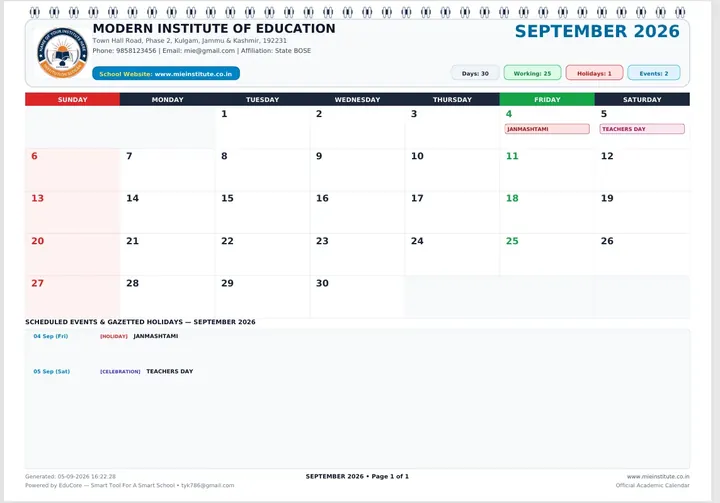 MODERN INSTITUTE OF EDUCATION
SEPTEMBER 2026
Town Hall Road, Phase 2, Kulgam, Jammu & Kashmir, 192231
Phone: 9858123456 | Email: mie@gmail.com | Affiliation: State BOSE
School Website: www.mieinstitute.co.in
Days: 30 Working: 25 Holidays: 1 Events: 2
SUNDAY MONDAY TUESDAY WEDNESDAY THURSDAY FRIDAY SATURDAY
1 2 3 4 5
JANMASHTAMI TEACHERS DAY
6 7 8 9 10 11 12
13 14 15 16 17 18 19
20 21 22 23 24 25 26
27 28 29 30
SCHEDULED EVENTS & GAZETTED HOLIDAYS — SEPTEMBER 2026
04 Sep (Fri) [HOLIDAY] JANMASHTAMI
05 Sep (Sat) [CELEBRATION] TEACHERS DAY
Generated: 05-09-2026 16:22:28 SEPTEMBER 2026 • Page 1 of 1 www.mieinstitute.co.in
Powered by EduCore — Smart Tool For A Smart School • tyk786@gmail.com Official Academic Calendar